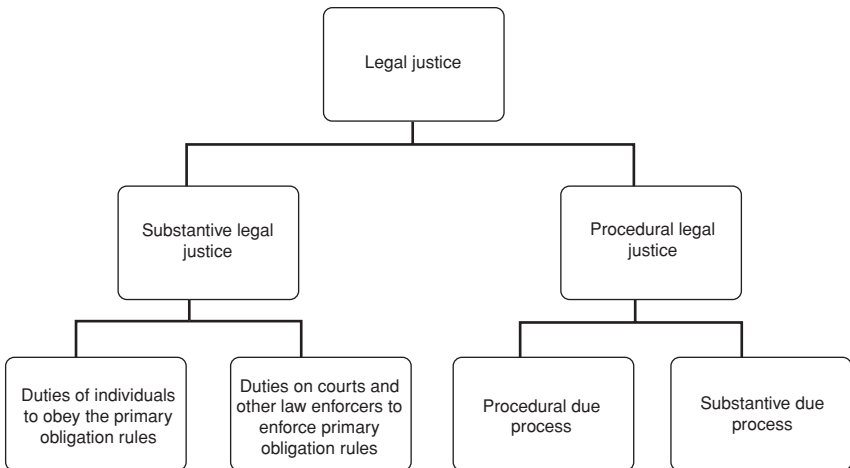 Legal justice
Substantive legal
justice
Procedural legal
justice
Duties of individuals
to obey the primary
obligation rules
Duties on courts and
other law enforcers to
enforce primary
obligation rules
Procedural due
process
Substantive due
process